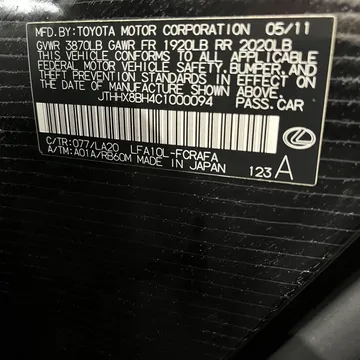 MFD.BY:TOYOTA MOTOR CORPORATION 05/11
GVWR 3870LB GAWR FR 1920LB RR 2020LB
THIS VEHICLE CONFORMS TO ALL APPLICABLE
FEDERAL MOTOR VEHICLE SAFETY,BUMPER,AND
THEFT PREVENTION STANDARDS IN EFFECT ON
THE DATE OF MANUFACTURE SHOWN ABOVE.
JTHHX8BH4C1000094 PASS.CAR
C/TR:077/LA20 LFA10L-FCRAFA
A/TM:A01A/RB60M MADE IN JAPAN
123 A